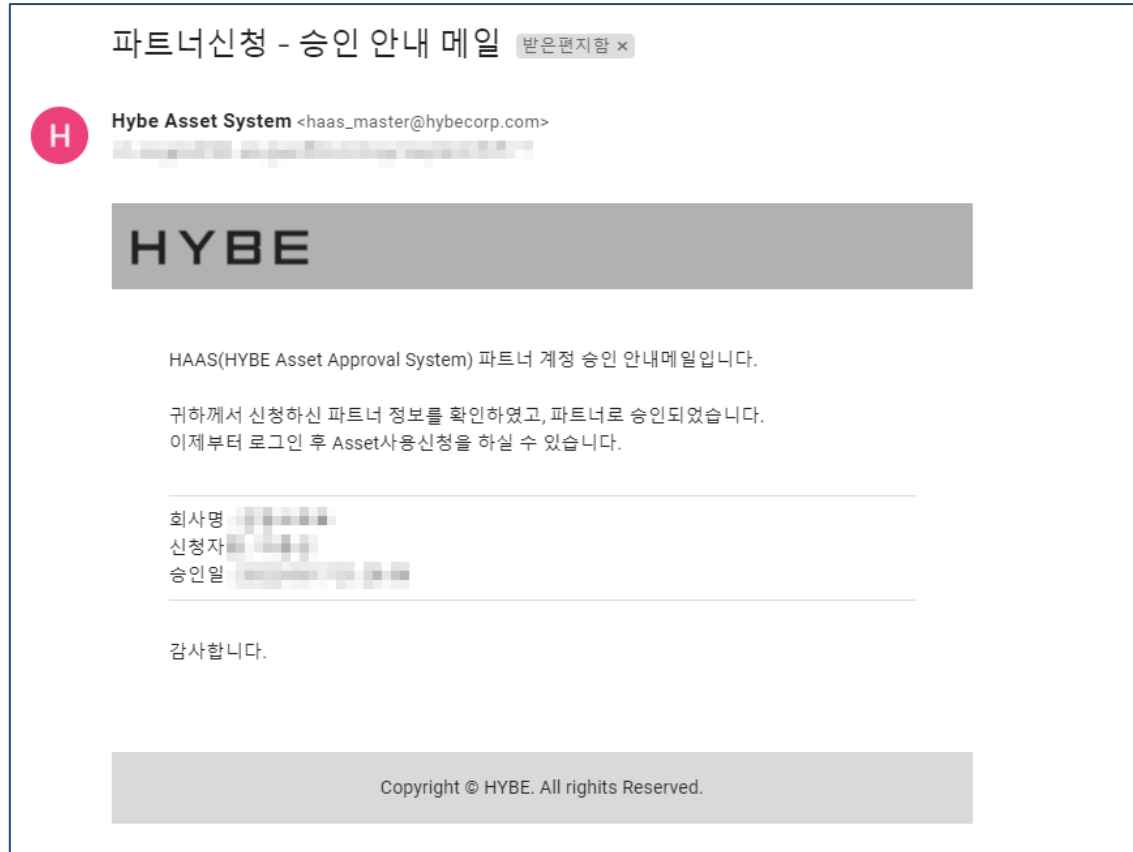 파트너신청 - 승인 안내 메일 받은편지함 ×
H
Hybe Asset System <haas_master@hybecorp.com>
HYBE
HAAS(HYBE Asset Approval System) 파트너 계정 승인 안내메일입니다.
귀하께서 신청하신 파트너 정보를 확인하였고, 파트너로 승인되었습니다.
이제부터 로그인 후 Asset사용신청을 하실 수 있습니다.
회사명
신청자
승인일
감사합니다.
Copyright © HYBE. All righits Reserved.